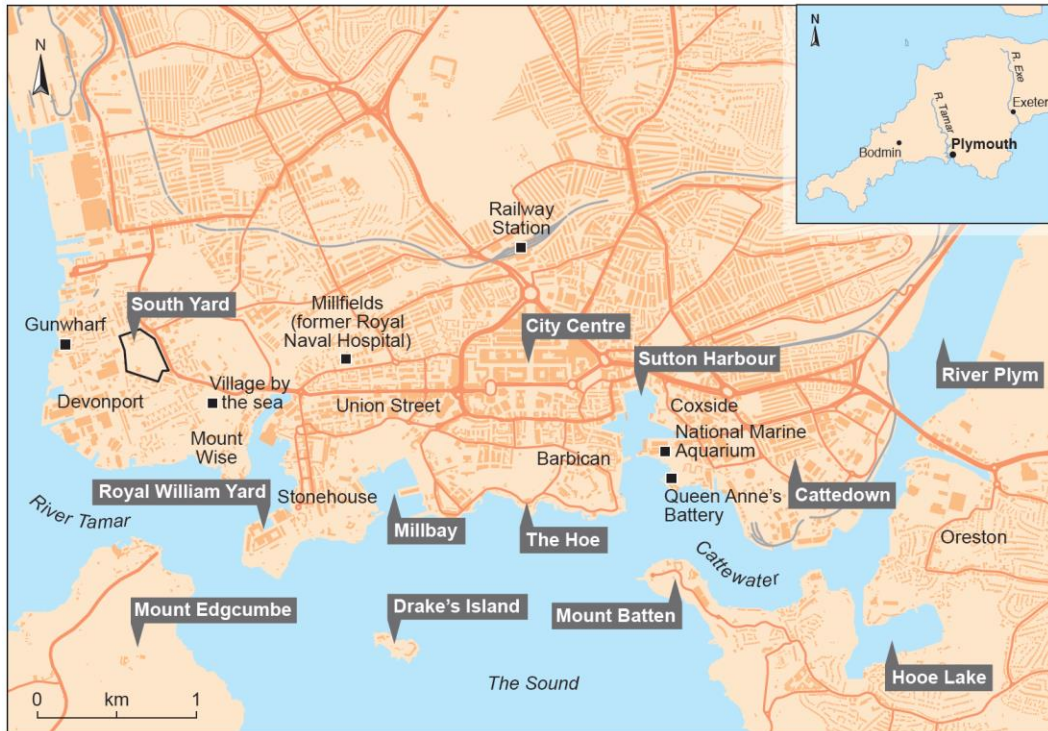 N
N
R. Exe
R. Tamar
Exeter
Plymouth
Bodmin
Railway
Station
South Yard
Gunwharf
Millfields
(former Royal
Naval Hospital)
City Centre
Sutton Harbour
River Plym
Village by
the sea
Devonport
Union Street
Coxside
National Marine
Aquarium
Mount
Wise
Barbican
Royal William Yard
Stonehouse
Queen Anne's
Battery
Cattedown
River Tamar
Millbay
The Hoe
Cattewater
Oreston
Mount Edgcumbe
Drake's Island
Mount Batten
Hooe Lake
The Sound
0 km 1